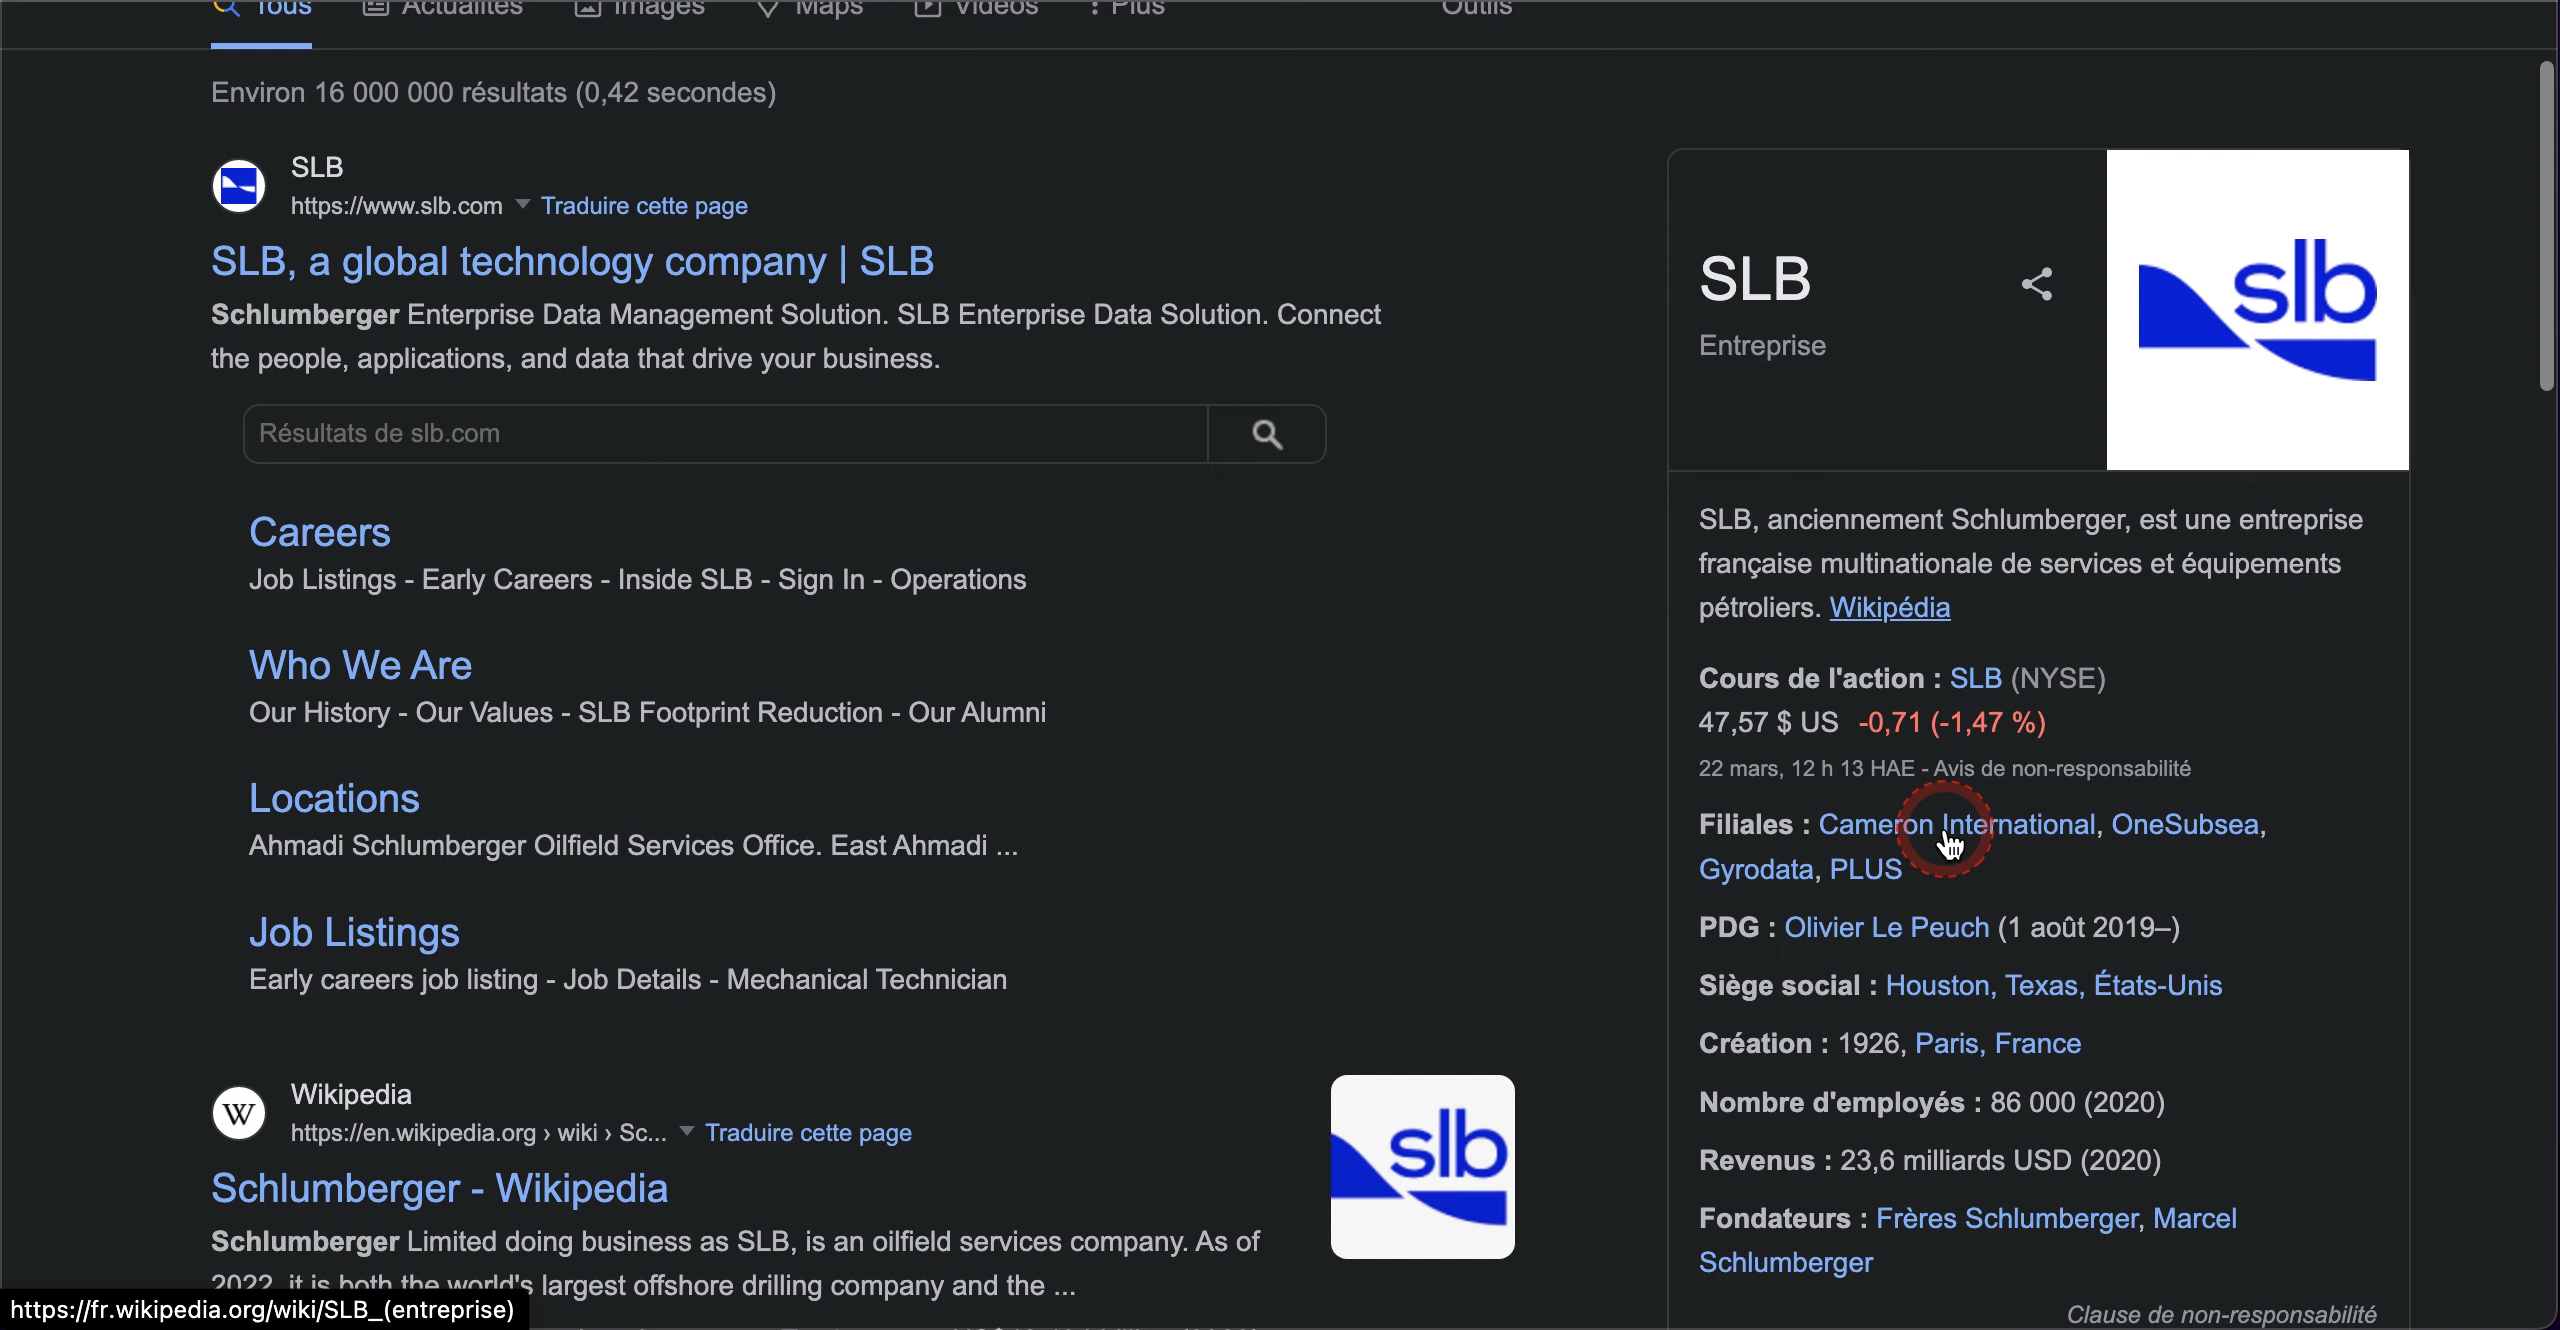 Tous Actualités Images Maps Vidéos Plus Outils
Environ 16 000 000 résultats (0,42 secondes)
SLB
https://www.slb.com Traduire cette page
SLB, a global technology company | SLB
Schlumberger Enterprise Data Management Solution. SLB Enterprise Data Solution. Connect
the people, applications, and data that drive your business.
Résultats de slb.com
Careers
Job Listings - Early Careers - Inside SLB - Sign In - Operations
Who We Are
Our History - Our Values - SLB Footprint Reduction - Our Alumni
Locations
Ahmadi Schlumberger Oilfield Services Office. East Ahmadi ...
Job Listings
Early careers job listing - Job Details - Mechanical Technician
W
Wikipedia
https://en.wikipedia.org › wiki › Sc... Traduire cette page
Schlumberger - Wikipedia
Schlumberger Limited doing business as SLB, is an oilfield services company. As of
2022, it is both the world's largest offshore drilling company and the ...
slb
https://fr.wikipedia.org/wiki/SLB_(entreprise)
SLB
Entreprise
slb
SLB, anciennement Schlumberger, est une entreprise
française multinationale de services et équipements
pétroliers. Wikipédia
Cours de l'action : SLB (NYSE)
47,57 $ US -0,71 (-1,47 %)
22 mars, 12 h 13 HAE - Avis de non-responsabilité
Filiales : Cameron International, OneSubsea,
Gyrodata, PLUS
PDG : Olivier Le Peuch (1 août 2019–)
Siège social : Houston, Texas, États-Unis
Création : 1926, Paris, France
Nombre d'employés : 86 000 (2020)
Revenus : 23,6 milliards USD (2020)
Fondateurs : Frères Schlumberger, Marcel
Schlumberger
Clause de non-responsabilité